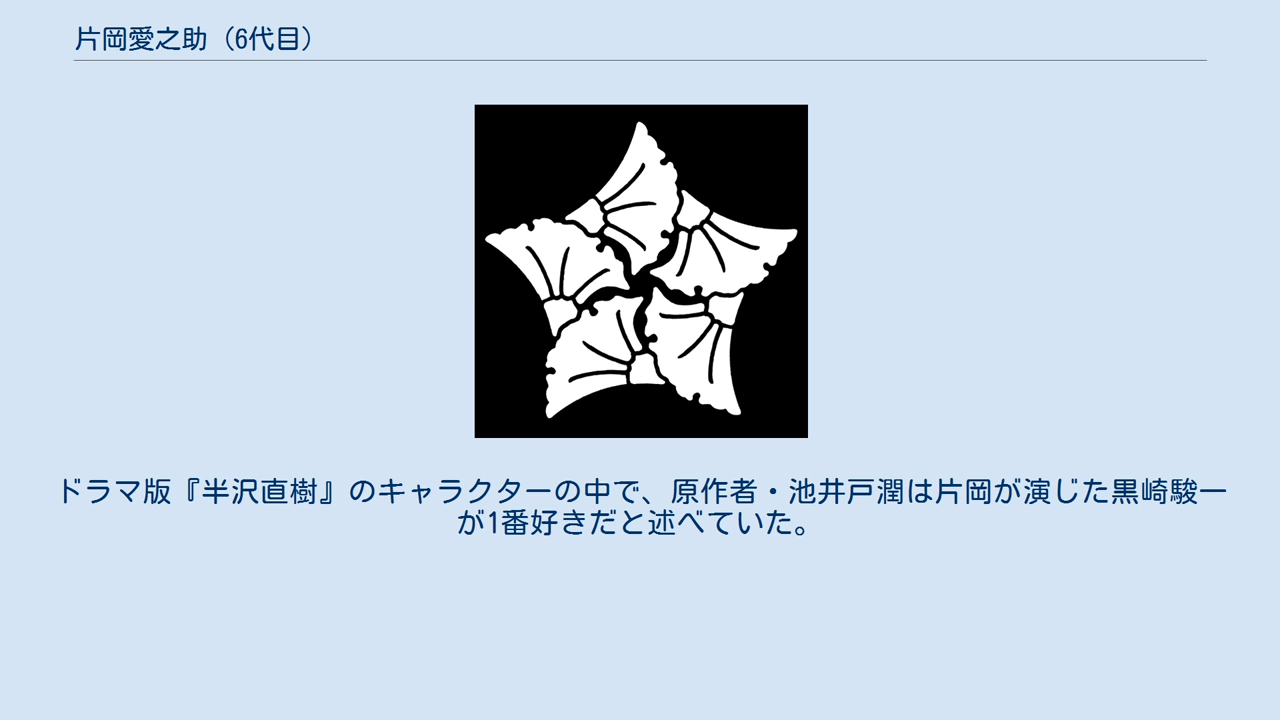 片岡愛之助（6代目）
ドラマ版『半沢直樹』のキャラクターの中で、原作者・池井戸潤は片岡が演じた黒崎駿一
が1番好きだと述べていた。